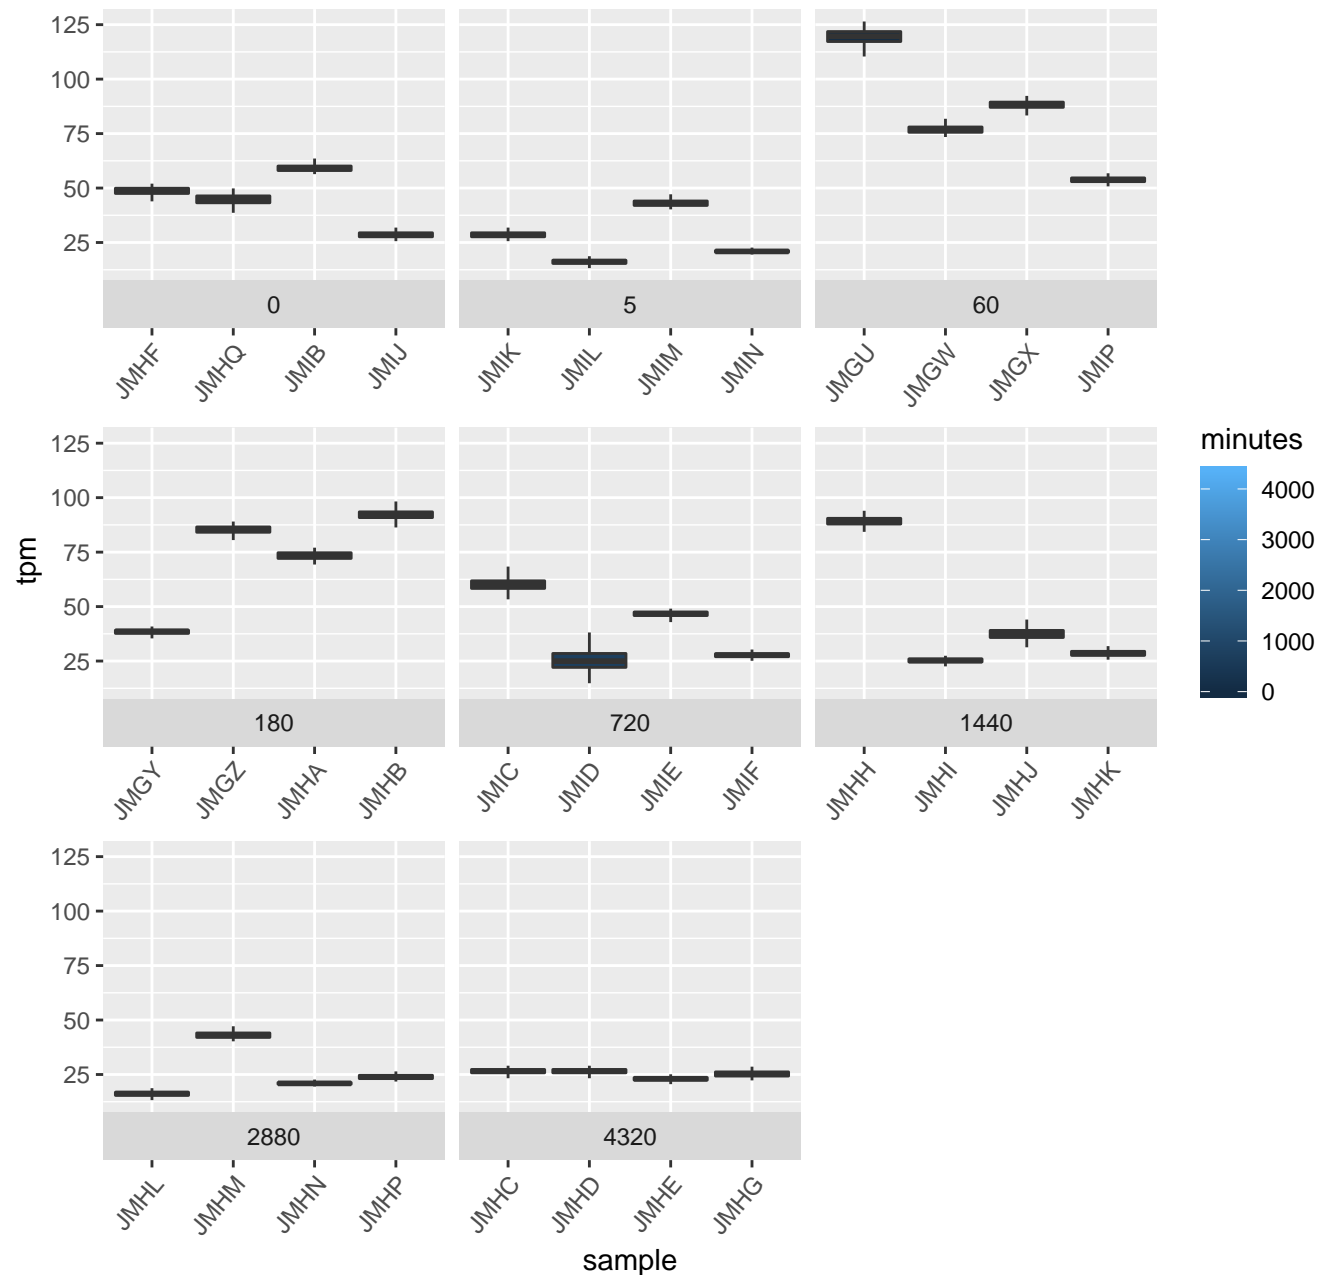 125
100
75
50
25
0
5
60
JMHF
JMHQ
JMIB
JMIJ
JMIK
JMIL
JMIM
JMIN
JMGU
JMGW
JMGX
JMIP
tpm
125
100
75
50
25
180
720
1440
JMGY
JMGZ
JMHA
JMHB
JMIC
JMID
JMIE
JMIF
JMHH
JMHI
JMHJ
JMHK
125
100
75
50
25
2880
4320
JMHL
JMHM
JMHN
JMHP
JMHC
JMHD
JMHE
JMHG
sample
minutes
4000
3000
2000
1000
0